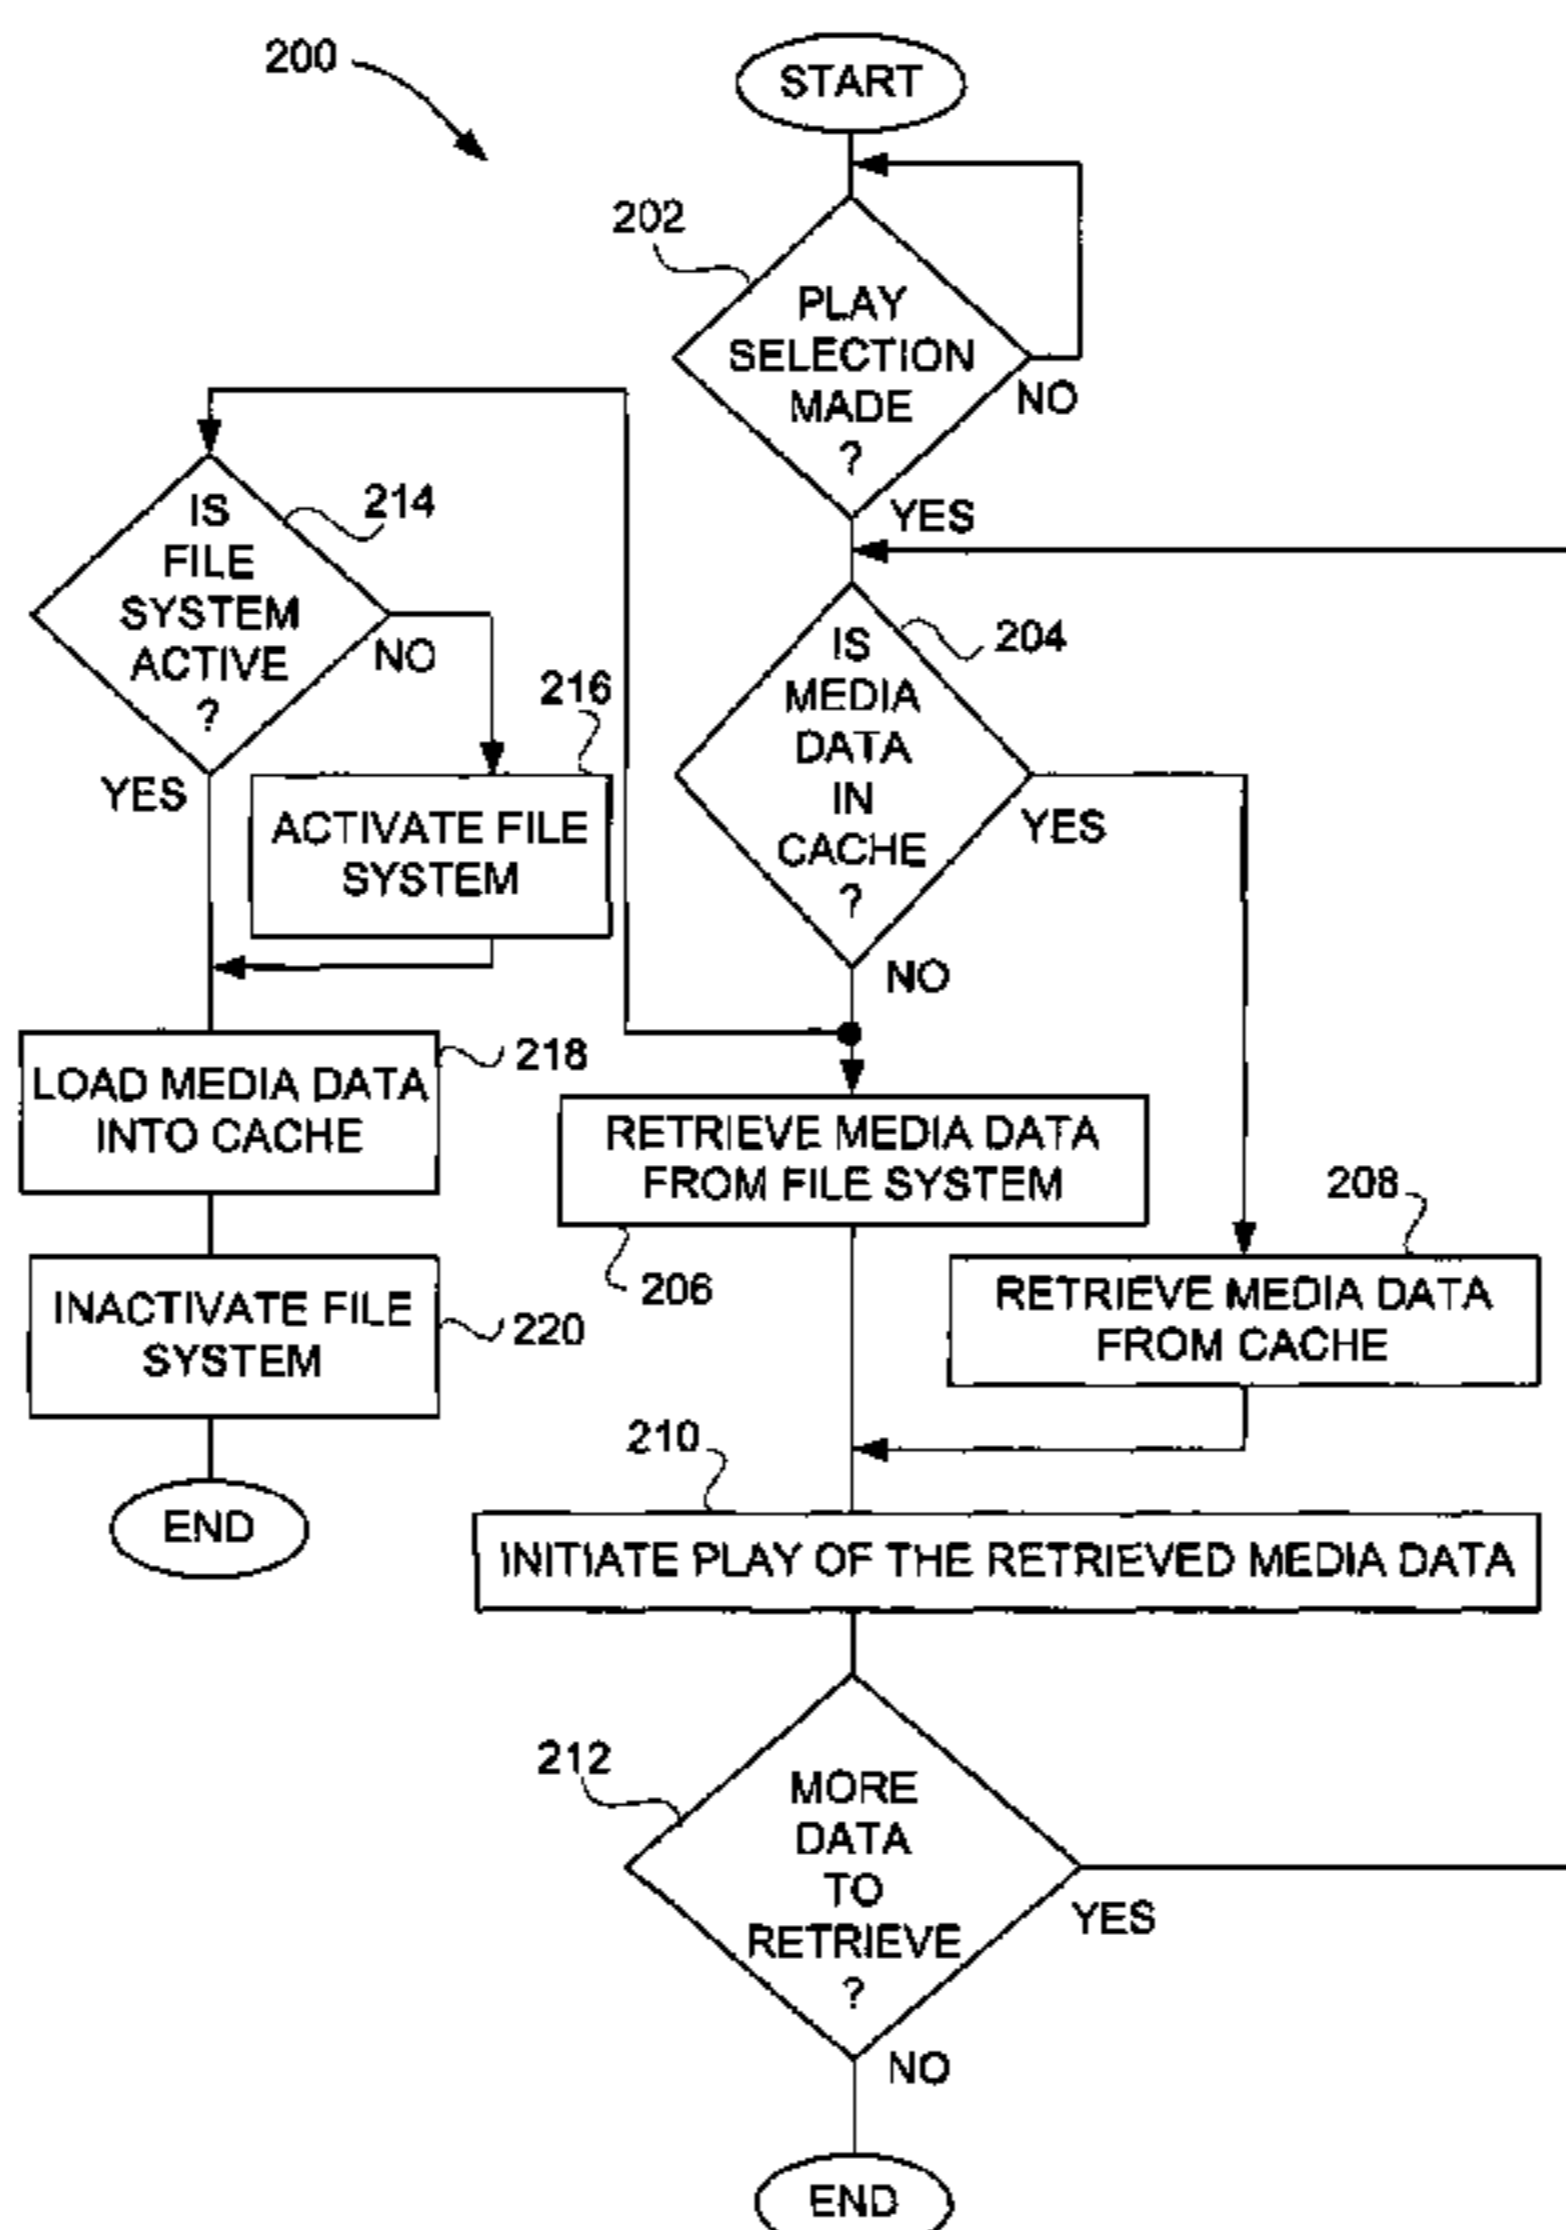 200
START
202
PLAY
SELECTION
MADE
?
NO
YES
214
IS
FILE
SYSTEM
ACTIVE
?
NO
YES
204
IS
MEDIA
DATA
IN
CACHE
?
YES
NO
216
ACTIVATE FILE
SYSTEM
218
LOAD MEDIA DATA
INTO CACHE
RETRIEVE MEDIA DATA
FROM FILE SYSTEM
206
208
RETRIEVE MEDIA DATA
FROM CACHE
INACTIVATE FILE
SYSTEM
220
END
210
INITIATE PLAY OF THE RETRIEVED MEDIA DATA
212
MORE
DATA
TO
RETRIEVE
?
YES
NO
END